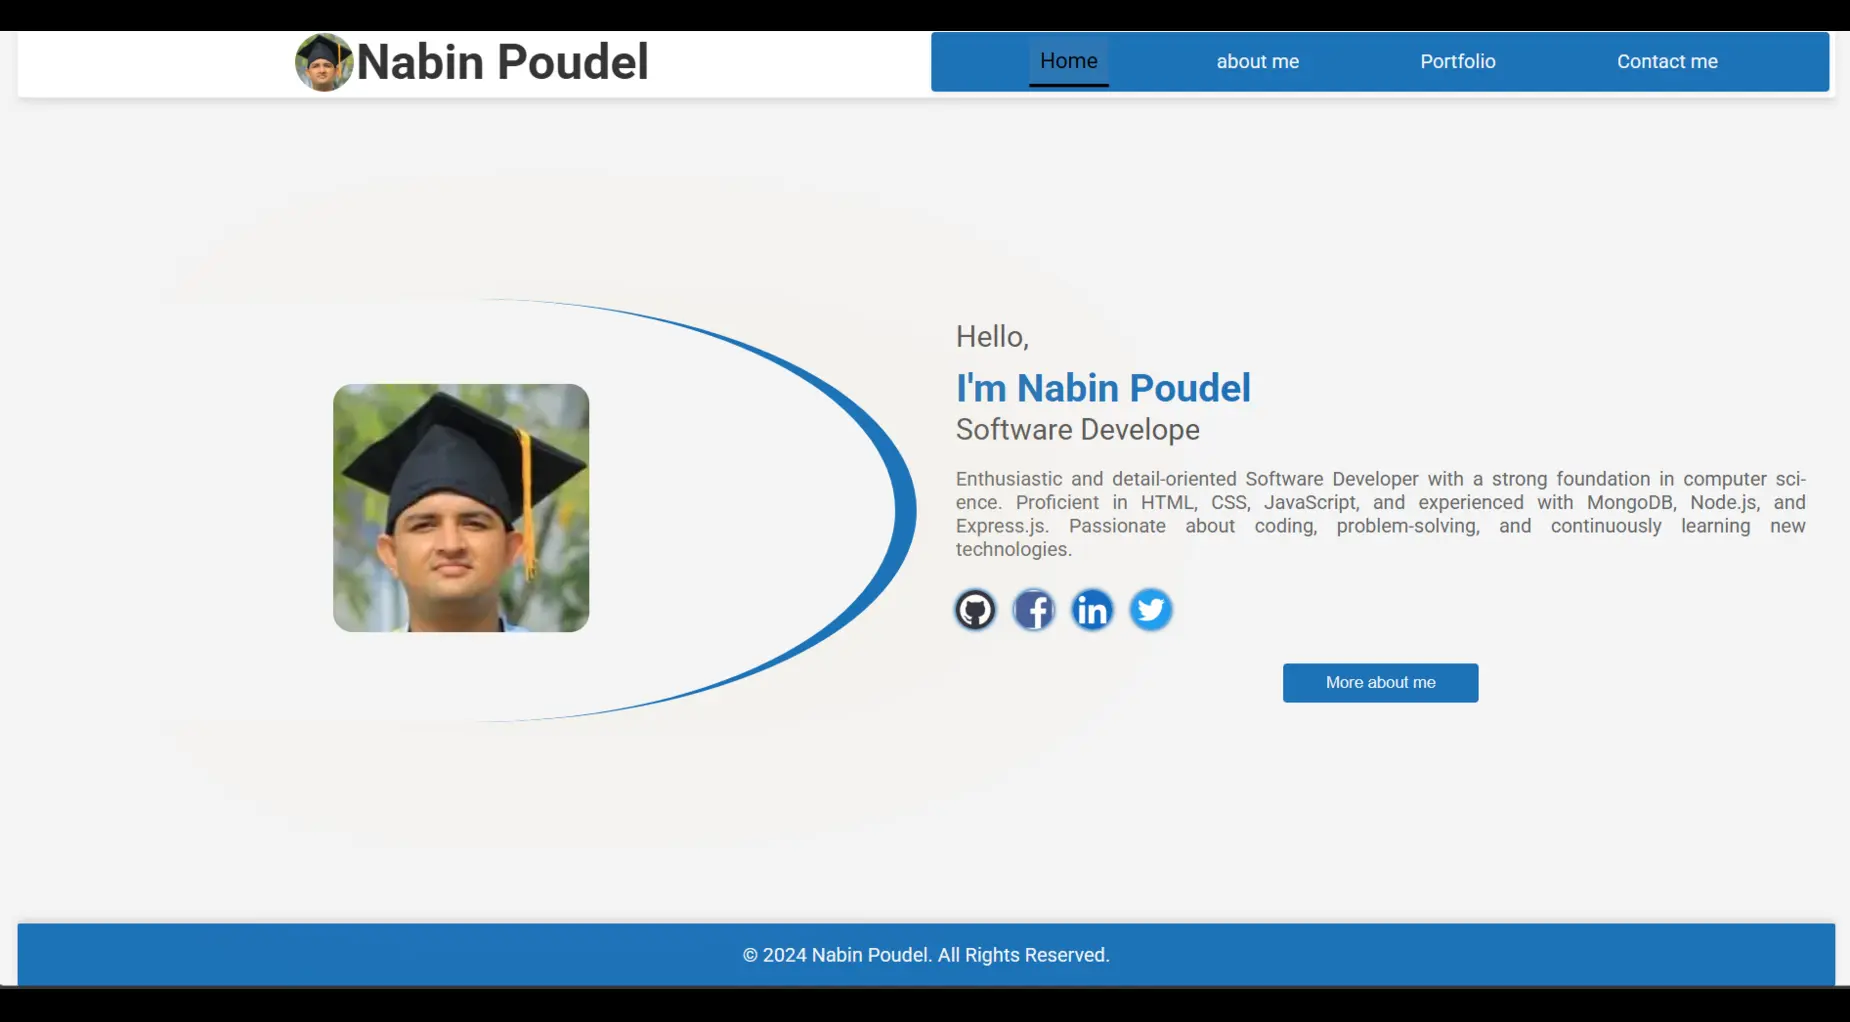 Nabin Poudel
Home
about me
Portfolio
Contact me
Hello,
I'm Nabin Poudel
Software Develope
Enthusiastic and detail-oriented Software Developer with a strong foundation in computer sci-
ence. Proficient in HTML, CSS, JavaScript, and experienced with MongoDB, Node.js, and
Express.js. Passionate about coding, problem-solving, and continuously learning new
technologies.
in
More about me
© 2024 Nabin Poudel. All Rights Reserved.